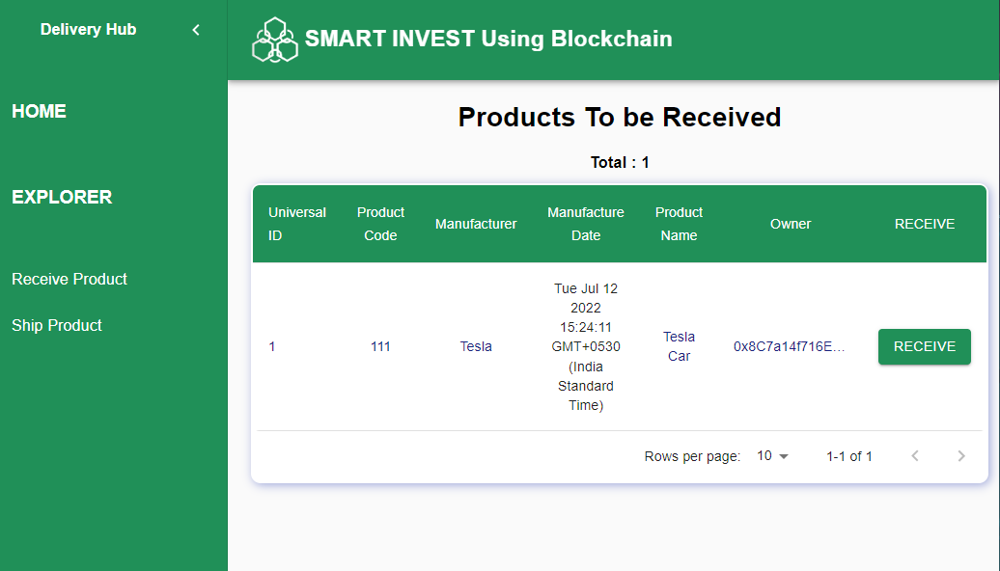 Delivery Hub
SMART INVEST Using Blockchain
HOME
EXPLORER
Receive Product
Ship Product
Products To be Received
Total : 1
Universal
ID
Product
Code
Manufacturer
Manufacture
Date
Product
Name
Owner
RECEIVE
1
111
Tesla
Tue Jul 12
2022
15:24:11
GMT+0530
(India
Standard
Time)
Tesla
Car
0x8C7a14f716E...
RECEIVE
Rows per page: 10
1-1 of 1